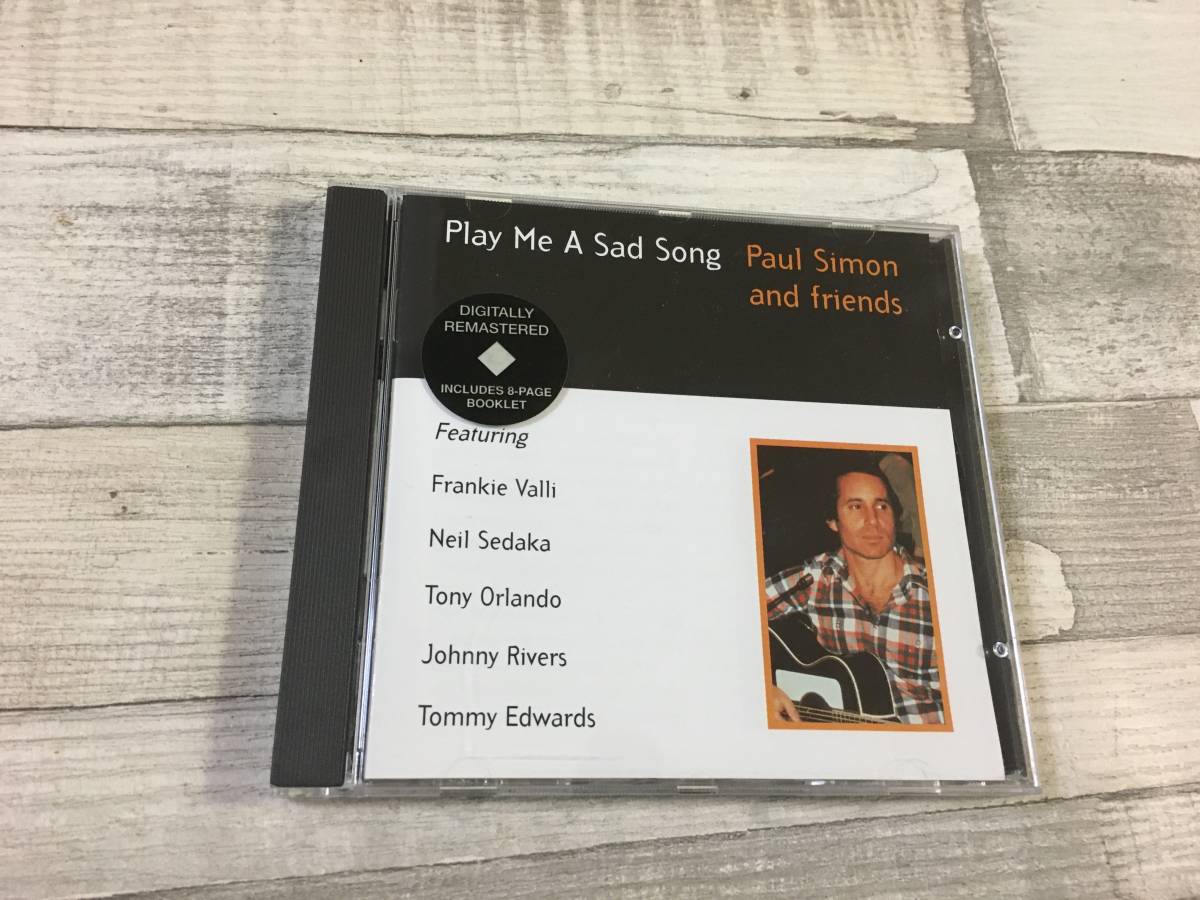 Play Me A Sad Song
Paul Simon
and friends
DIGITALLY
REMASTERED
INCLUDES 8-PAGE
BOOKLET
Featuring
Frankie Valli
Neil Sedaka
Tony Orlando
Johnny Rivers
Tommy Edwards